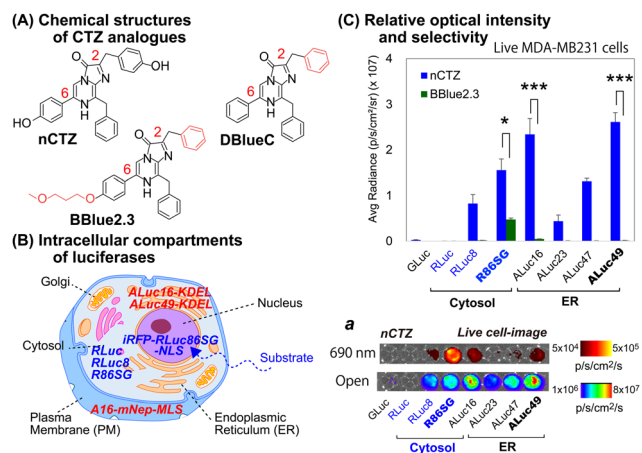 (A) Chemical structures
of CTZ analogues
2
O
N
N
N
H
OH
6
HO
nCTZ
2
O
N
N
N
H
6
DBlueC
2
O
N
N
N
H
6
O
O
BBlue2.3
(B) Intracellular compartments
of luciferases
Golgi
ALuc16-KDEL
ALuc49-KDEL
Nucleus
Cytosol
iRFP-RLuc86SG
-NLS
RLuc
RLuc8
R86SG
Substrate
A16-mNep-MLS
Plasma
Membrane (PM)
Endoplasmic
Reticulum (ER)
(C) Relative optical intensity
and selectivity
Live MDA-MB231 cells
Avg Radiance (p/s/cm²/sr) (x 107)
4
3
2
1
0
nCTZ
BBlue2.3
*
***
***
GLuc
RLuc
RLuc8
R86SG
ALuc16
ALuc23
ALuc47
ALuc49
Cytosol
ER
a
nCTZ
Live cell-image
690 nm
5x10⁴
5x10⁵
p/s/cm²/s
Open
1x10⁶
8x10⁷
p/s/cm²/s
GLuc
RLuc
RLuc8
R86SG
ALuc16
ALuc23
ALuc47
ALuc49
Cytosol
ER